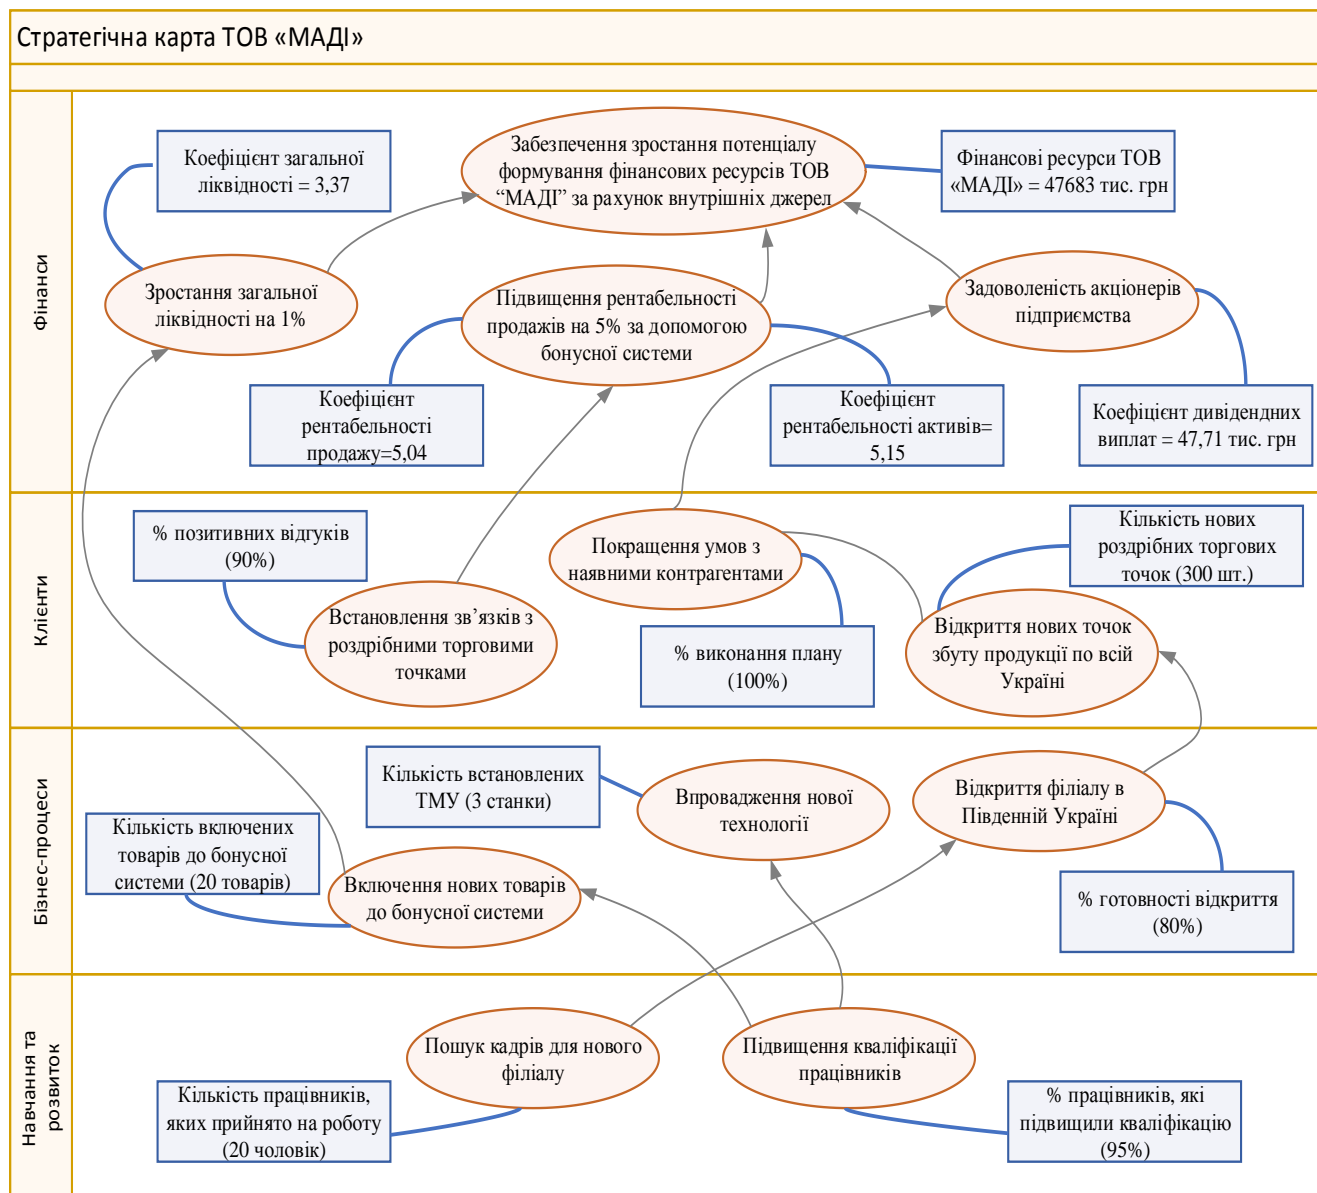 Стратегічна карта ТОВ «МАДІ»
Фінанси
Коефіцієнт загальної
ліквідності = 3,37
Забезпечення зростання потенціалу
формування фінансових ресурсів ТОВ
“МАДІ” за рахунок внутрішніх джерел
Фінансові ресурси ТОВ
«МАДІ» = 47683 тис. грн
Зростання загальної
ліквідності на 1%
Підвищення рентабельності
продажів на 5% за допомогою
бонусної системи
Задоволеність акціонерів
підприємства
Коефіцієнт
рентабельності
продажу=5,04
Коефіцієнт
рентабельності активів=
5,15
Коефіцієнт дивідендних
виплат = 47,71 тис. грн
Клієнти
% позитивних відгуків
(90%)
Покращення умов з
наявними контрагентами
Кількість нових
роздрібних торгових
точок (300 шт.)
Встановлення зв’язків з
роздрібними торговими
точками
% виконання плану
(100%)
Відкриття нових точок
збуту продукції по всій
Україні
Бізнес-процеси
Кількість встановлених
ТМУ (3 станки)
Впровадження нової
технології
Відкриття філіалу в
Південній Україні
Кількість включених
товарів до бонусної
системи (20 товарів)
Включення нових товарів
до бонусної системи
% готовності відкриття
(80%)
Навчання та
розвиток
Пошук кадрів для нового
філіалу
Підвищення кваліфікації
працівників
Кількість працівників,
яких прийнято на роботу
(20 чоловік)
% працівників, які
підвищили кваліфікацію
(95%)